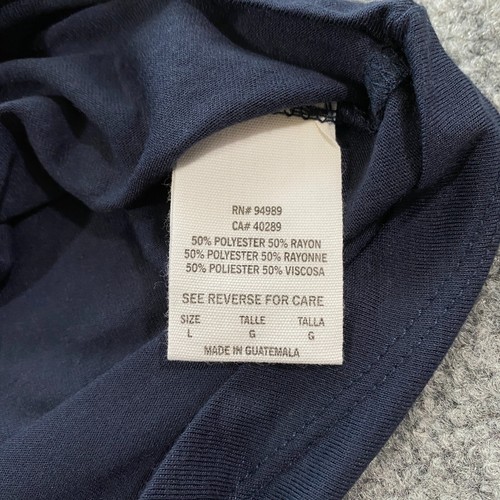 RN# 94989
CA# 40289
50% POLYESTER 50% RAYON
50% POLYESTER 50% RAYONNE
50% POLIESTER 50% VISCOSA
SEE REVERSE FOR CARE
SIZE TALLE TALLA
L G G
MADE IN GUATEMALA